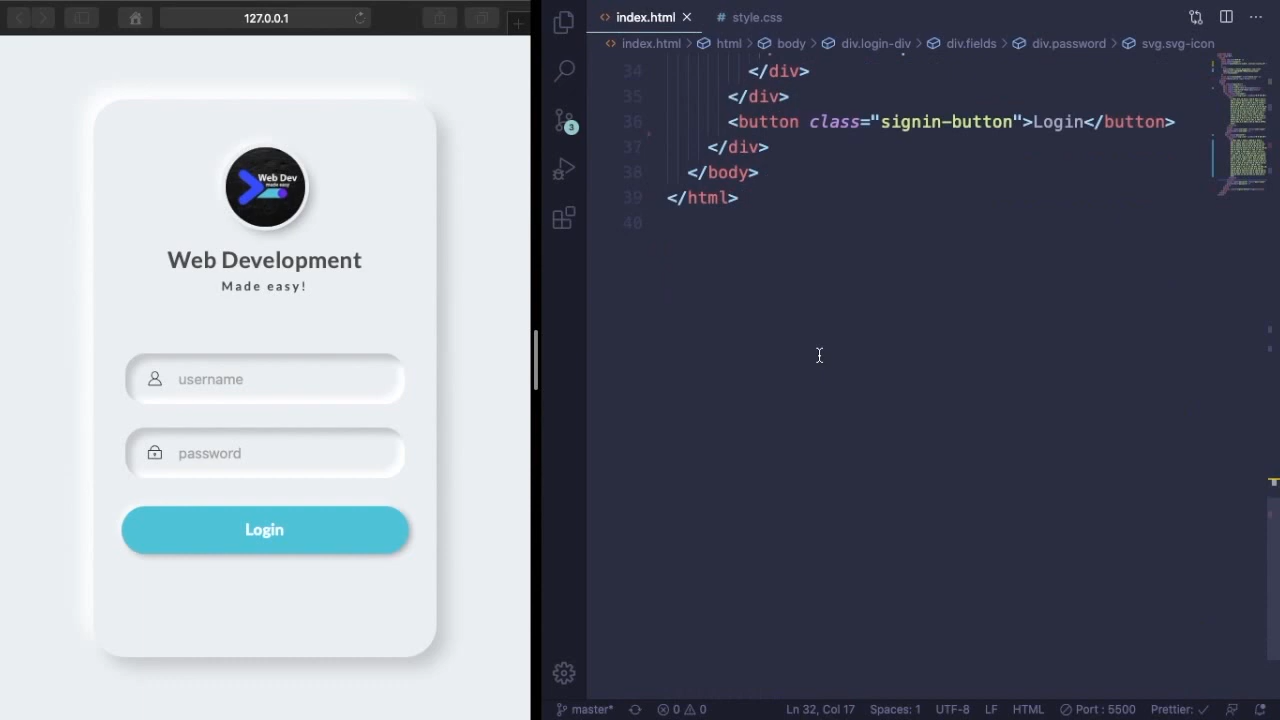 127.0.0.1
Web Dev
made easy
Web Development
Made easy!
username
password
Login
index.html
# style.css
index.html > html > body > div.login-div > div.fields > div.password > svg.svg-icon
34 </div>
35 </div>
36 <button class="signin-button">Login</button>
37 </div>
38 </body>
39 </html>
40
3
master* 0 0 Ln 32, Col 17 Spaces: 1 UTF-8 LF HTML Port : 5500 Prettier: ✓